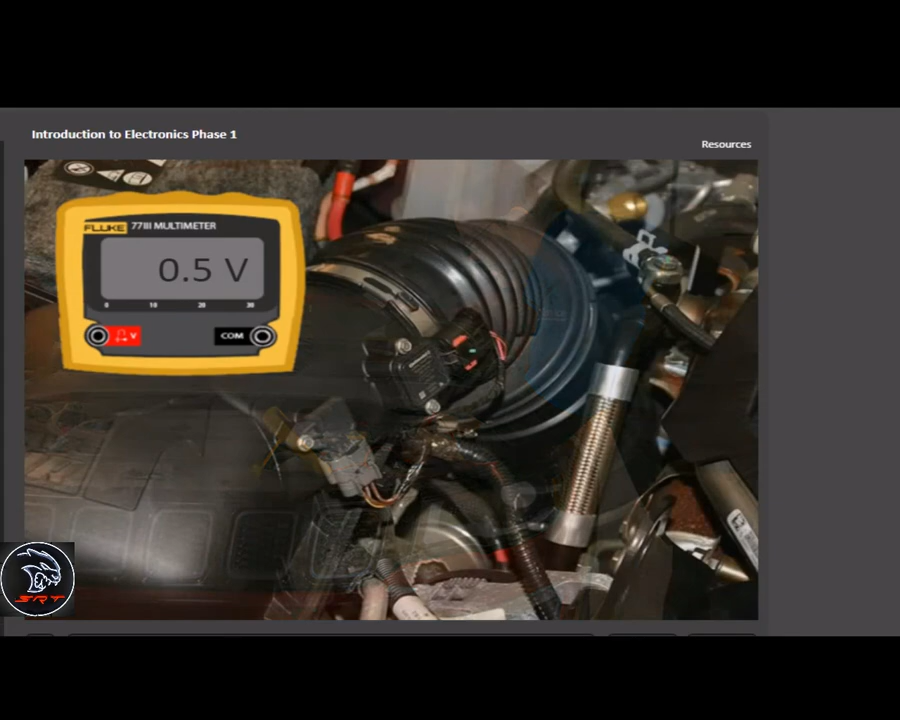 Introduction to Electronics Phase 1
Resources
FLUKE 77III MULTIMETER
0.5 V
0 10 20 30
V
COM
SRT